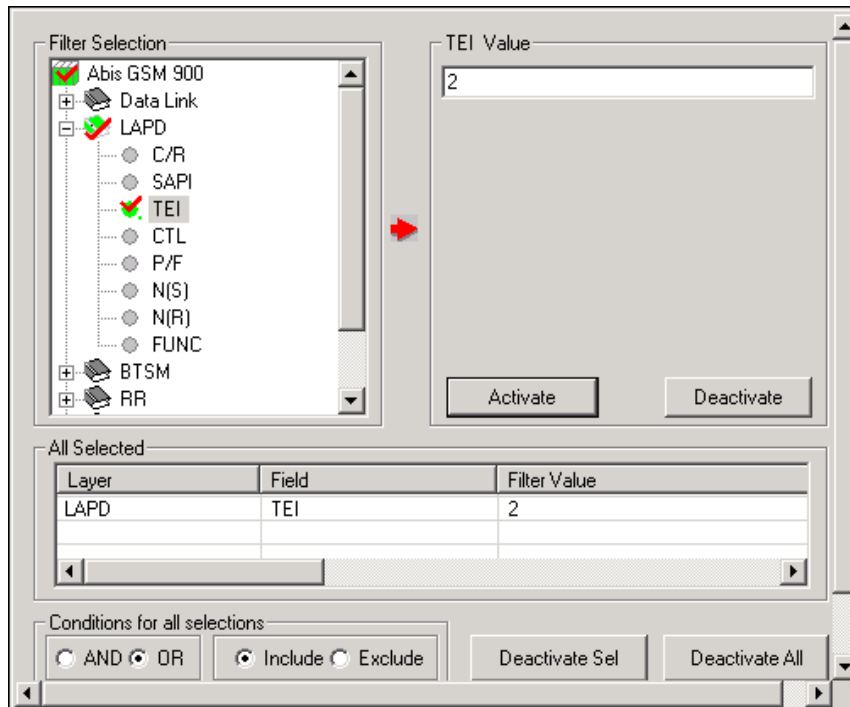 Filter Selection
Abis GSM 900
Data Link
LAPD
C/R
SAPI
TEI
CTL
P/F
N(S)
N(R)
FUNC
BTSM
RR
TEI Value
2
Activate Deactivate
All Selected
Layer Field Filter Value
LAPD TEI 2
Conditions for all selections
AND OR Include Exclude Deactivate Sel Deactivate All